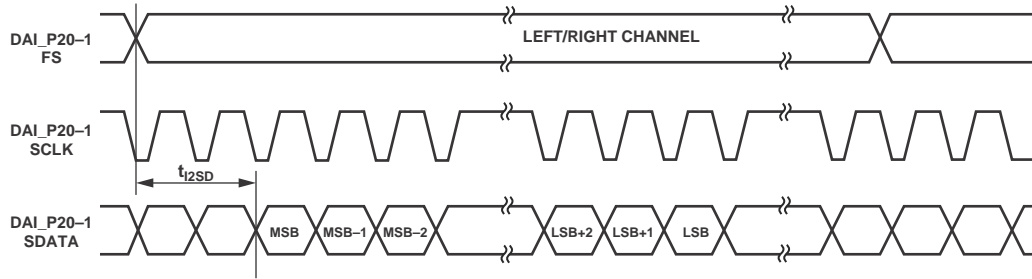 DAI_P20–1
FS
LEFT/RIGHT CHANNEL
DAI_P20–1
SCLK
tI2SD
DAI_P20–1
SDATA
MSB
MSB–1
MSB–2
LSB+2
LSB+1
LSB